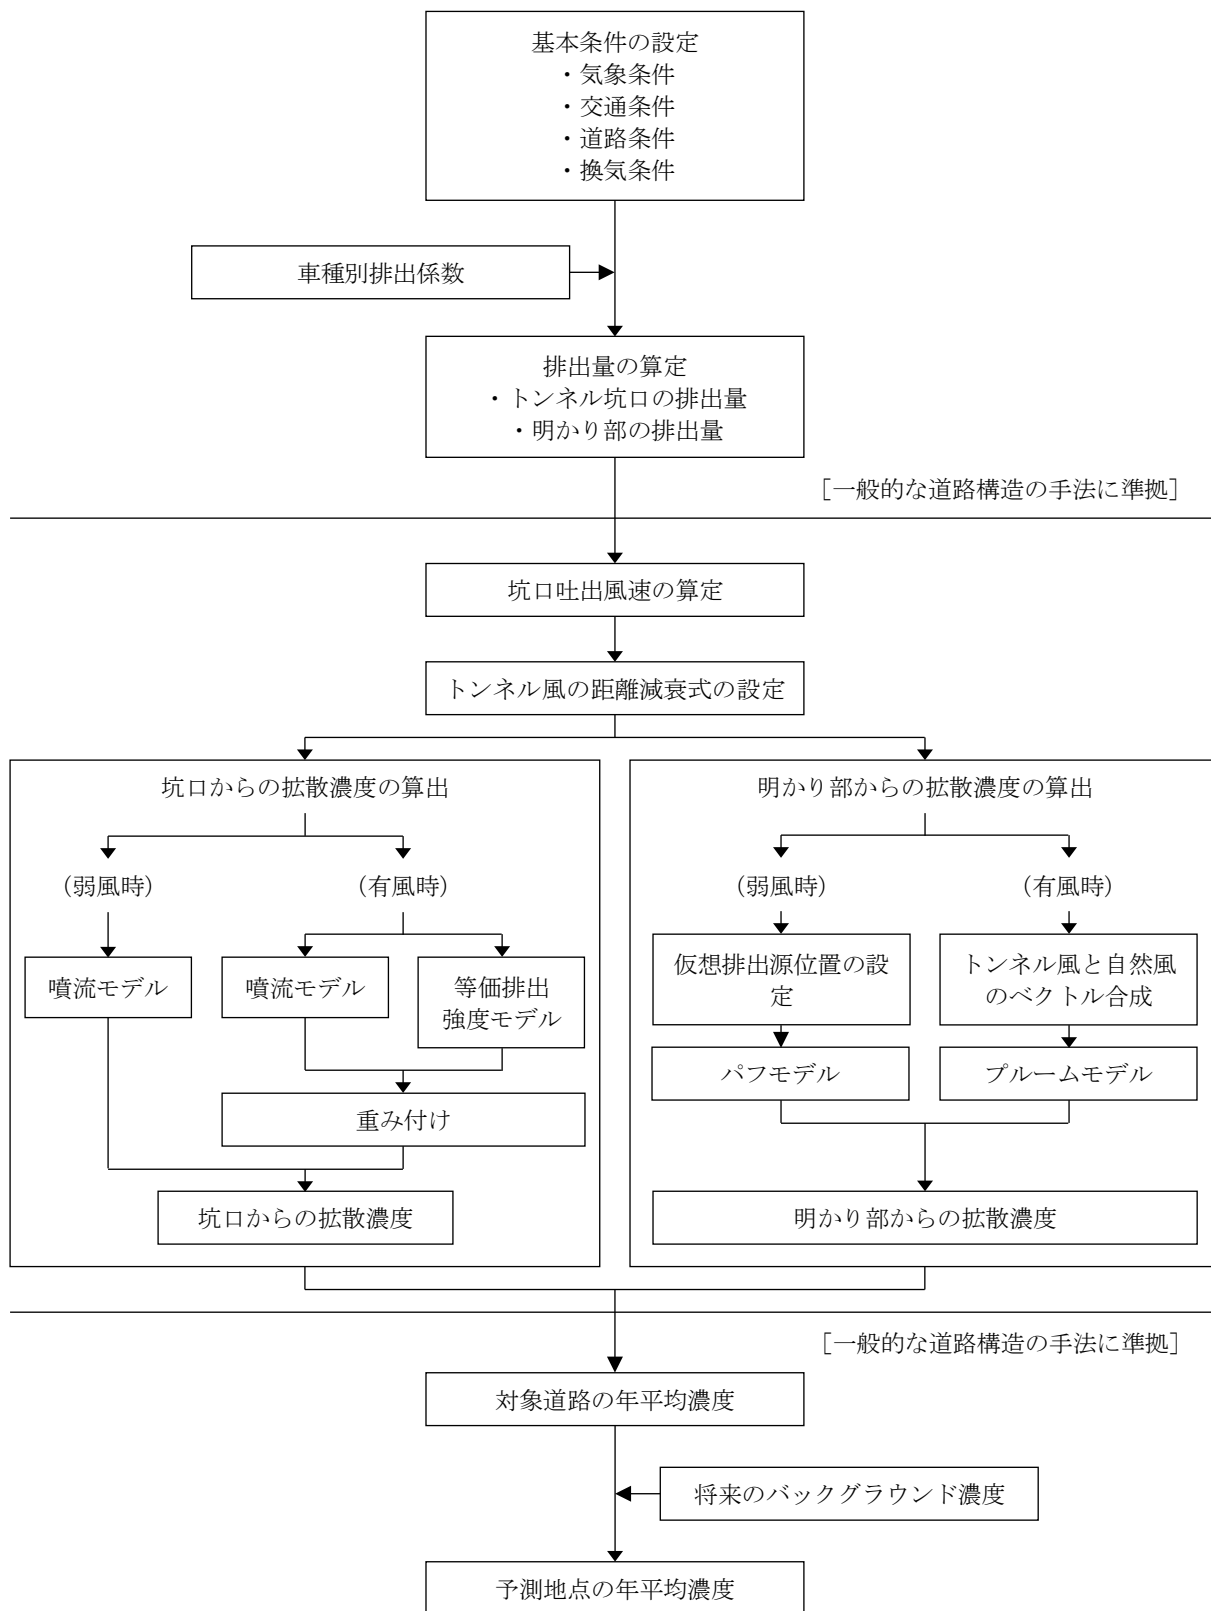 基本条件の設定
・気象条件
・交通条件
・道路条件
・換気条件
車種別排出係数
排出量の算定
・トンネル坑口の排出量
・明かり部の排出量
［一般的な道路構造の手法に準拠］
坑口吐出風速の算定
トンネル風の距離減衰式の設定
坑口からの拡散濃度の算出
(弱風時)
(有風時)
噴流モデル
噴流モデル
等価排出
強度モデル
重み付け
坑口からの拡散濃度
明かり部からの拡散濃度の算出
(弱風時)
(有風時)
仮想排出源位置の設
定
トンネル風と自然風
のベクトル合成
パフモデル
プルームモデル
明かり部からの拡散濃度
［一般的な道路構造の手法に準拠］
対象道路の年平均濃度
将来のバックグラウンド濃度
予測地点の年平均濃度